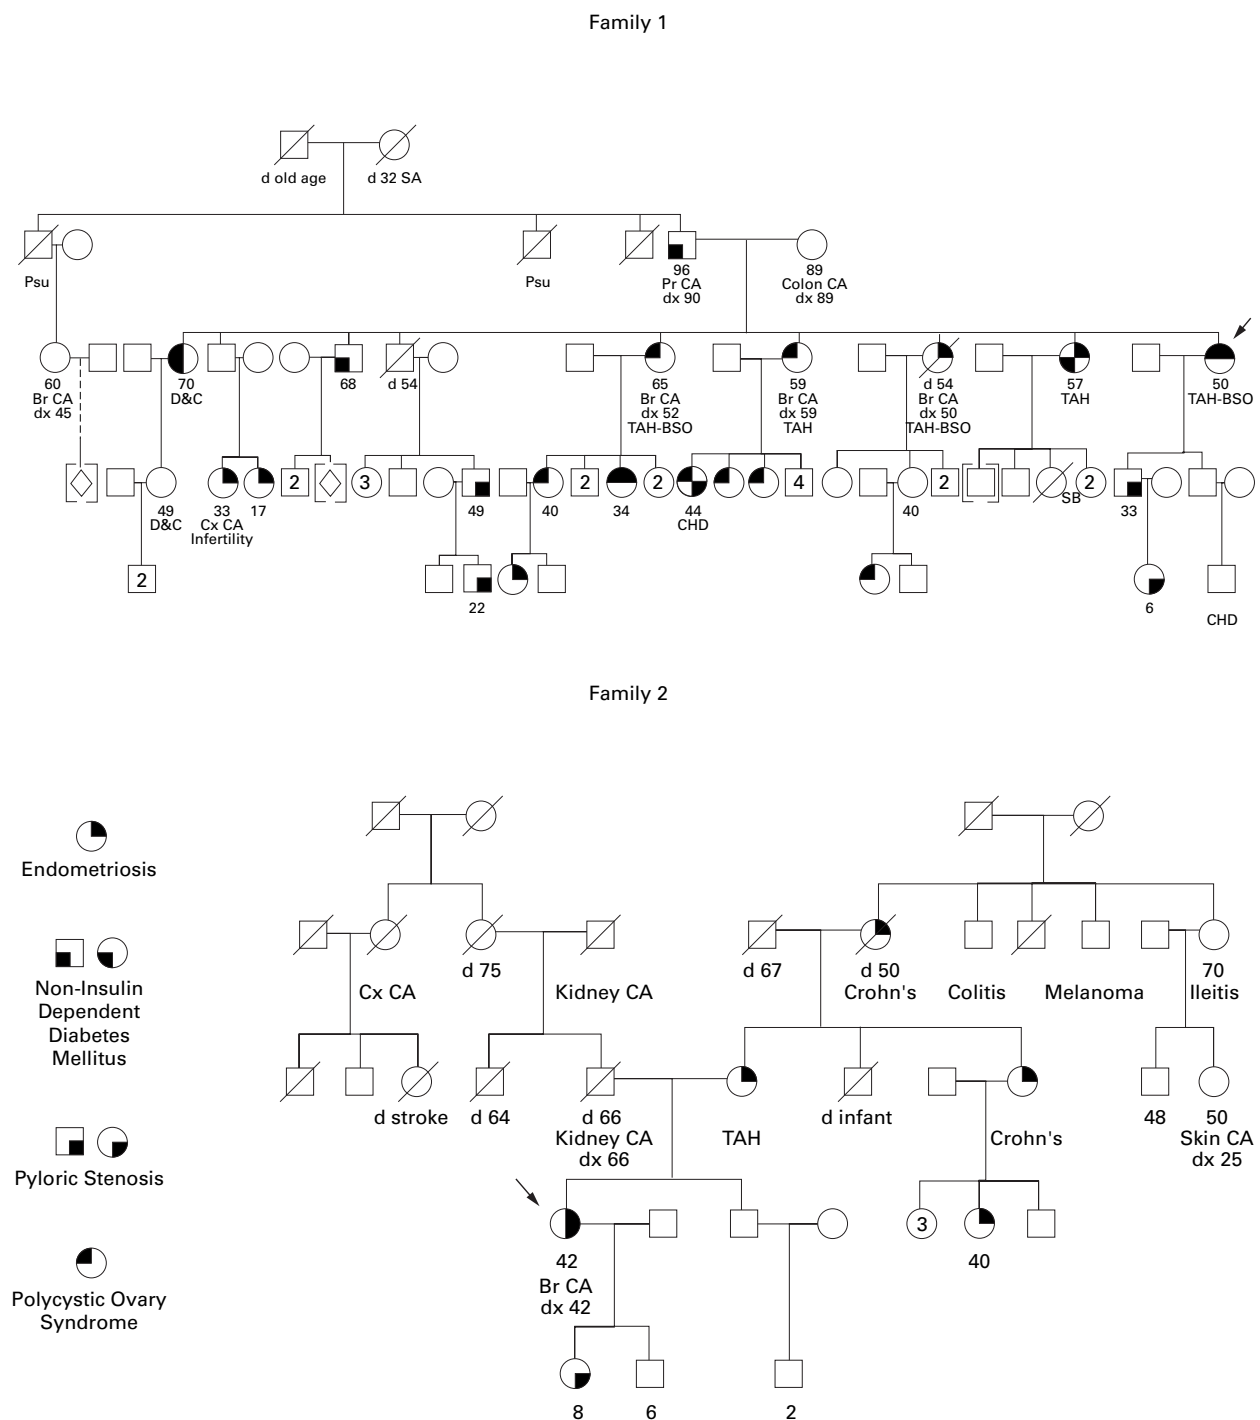 Family 1
d old age
d 32 SA
Psu
Psu
96
Pr CA
dx 90
89
Colon CA
dx 89
60
Br CA
dx 45
70
D&C
68
d 54
65
Br CA
dx 52
TAH-BSO
59
Br CA
dx 59
TAH
d 54
Br CA
dx 50
TAH-BSO
57
TAH
50
TAH-BSO
49
D&C
33
Cx CA
Infertility
17
2
3
49
40
2
34
2
44
CHD
4
40
2
SB
2
33
2
22
6
CHD
Family 2
Endometriosis
Non-Insulin
Dependent
Diabetes
Mellitus
Pyloric Stenosis
Polycystic Ovary
Syndrome
Cx CA
d 75
Kidney CA
d 67
d 50
Crohn's
Colitis
Melanoma
70
Ileitis
d stroke
d 64
d 66
Kidney CA
dx 66
TAH
d infant
Crohn's
48
50
Skin CA
dx 25
42
Br CA
dx 42
3
40
8
6
2